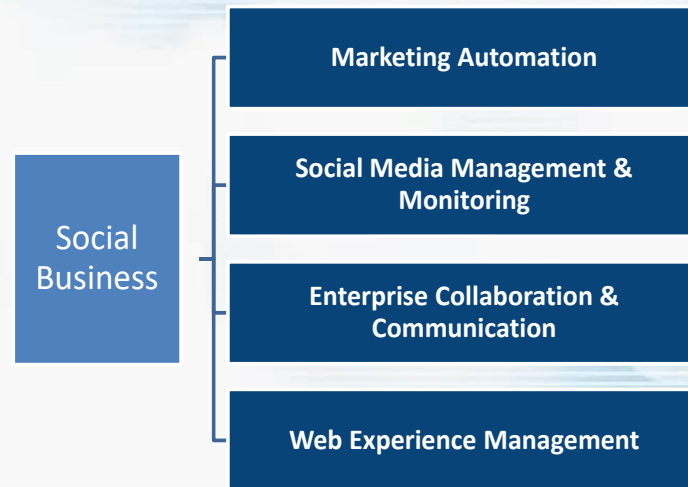 Social
Business
Marketing Automation
Social Media Management &
Monitoring
Enterprise Collaboration &
Communication
Web Experience Management